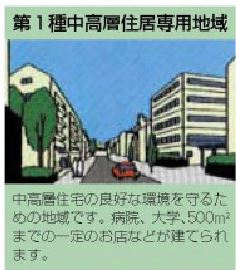 第１種中高層住居専用地域
中高層住宅の良好な環境を守るた
めの地域です。病院、大学、500㎡
までの一定のお店などが建てられ
ます。